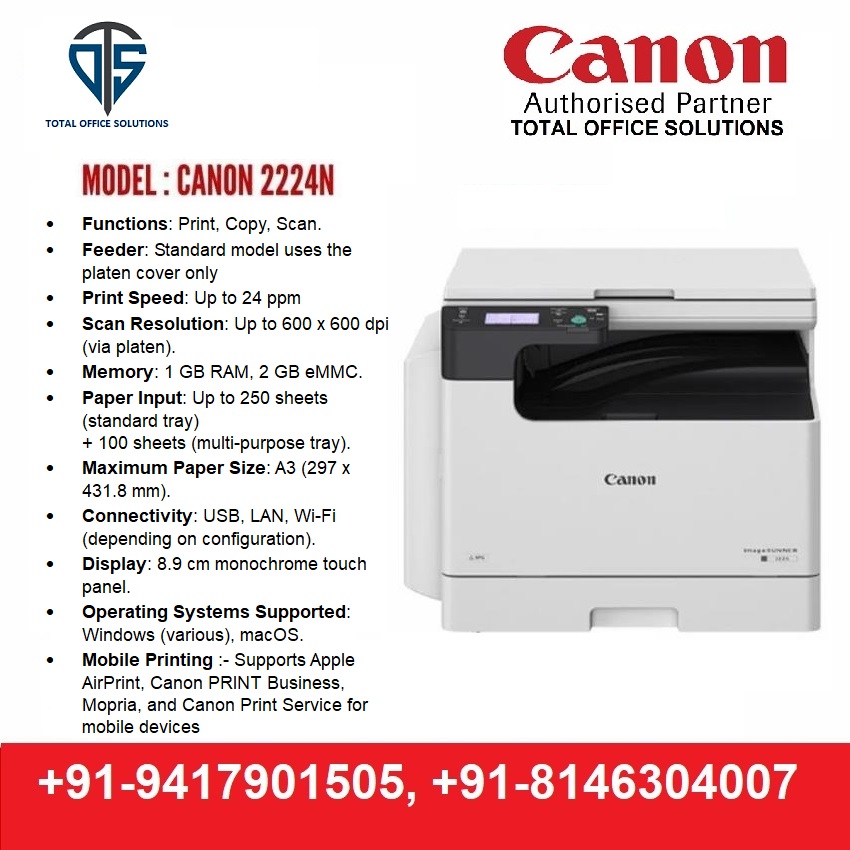 TOTAL OFFICE SOLUTIONS
Canon
Authorised Partner
TOTAL OFFICE SOLUTIONS
MODEL : CANON 2224N
• Functions: Print, Copy, Scan.
• Feeder: Standard model uses the
platen cover only
• Print Speed: Up to 24 ppm
• Scan Resolution: Up to 600 x 600 dpi
(via platen).
• Memory: 1 GB RAM, 2 GB eMMC.
• Paper Input: Up to 250 sheets
(standard tray)
+ 100 sheets (multi-purpose tray).
• Maximum Paper Size: A3 (297 x
431.8 mm).
• Connectivity: USB, LAN, Wi-Fi
(depending on configuration).
• Display: 8.9 cm monochrome touch
panel.
• Operating Systems Supported:
Windows (various), macOS.
• Mobile Printing :- Supports Apple
AirPrint, Canon PRINT Business,
Mopria, and Canon Print Service for
mobile devices
Canon
imageRUNNER
+91-9417901505, +91-8146304007